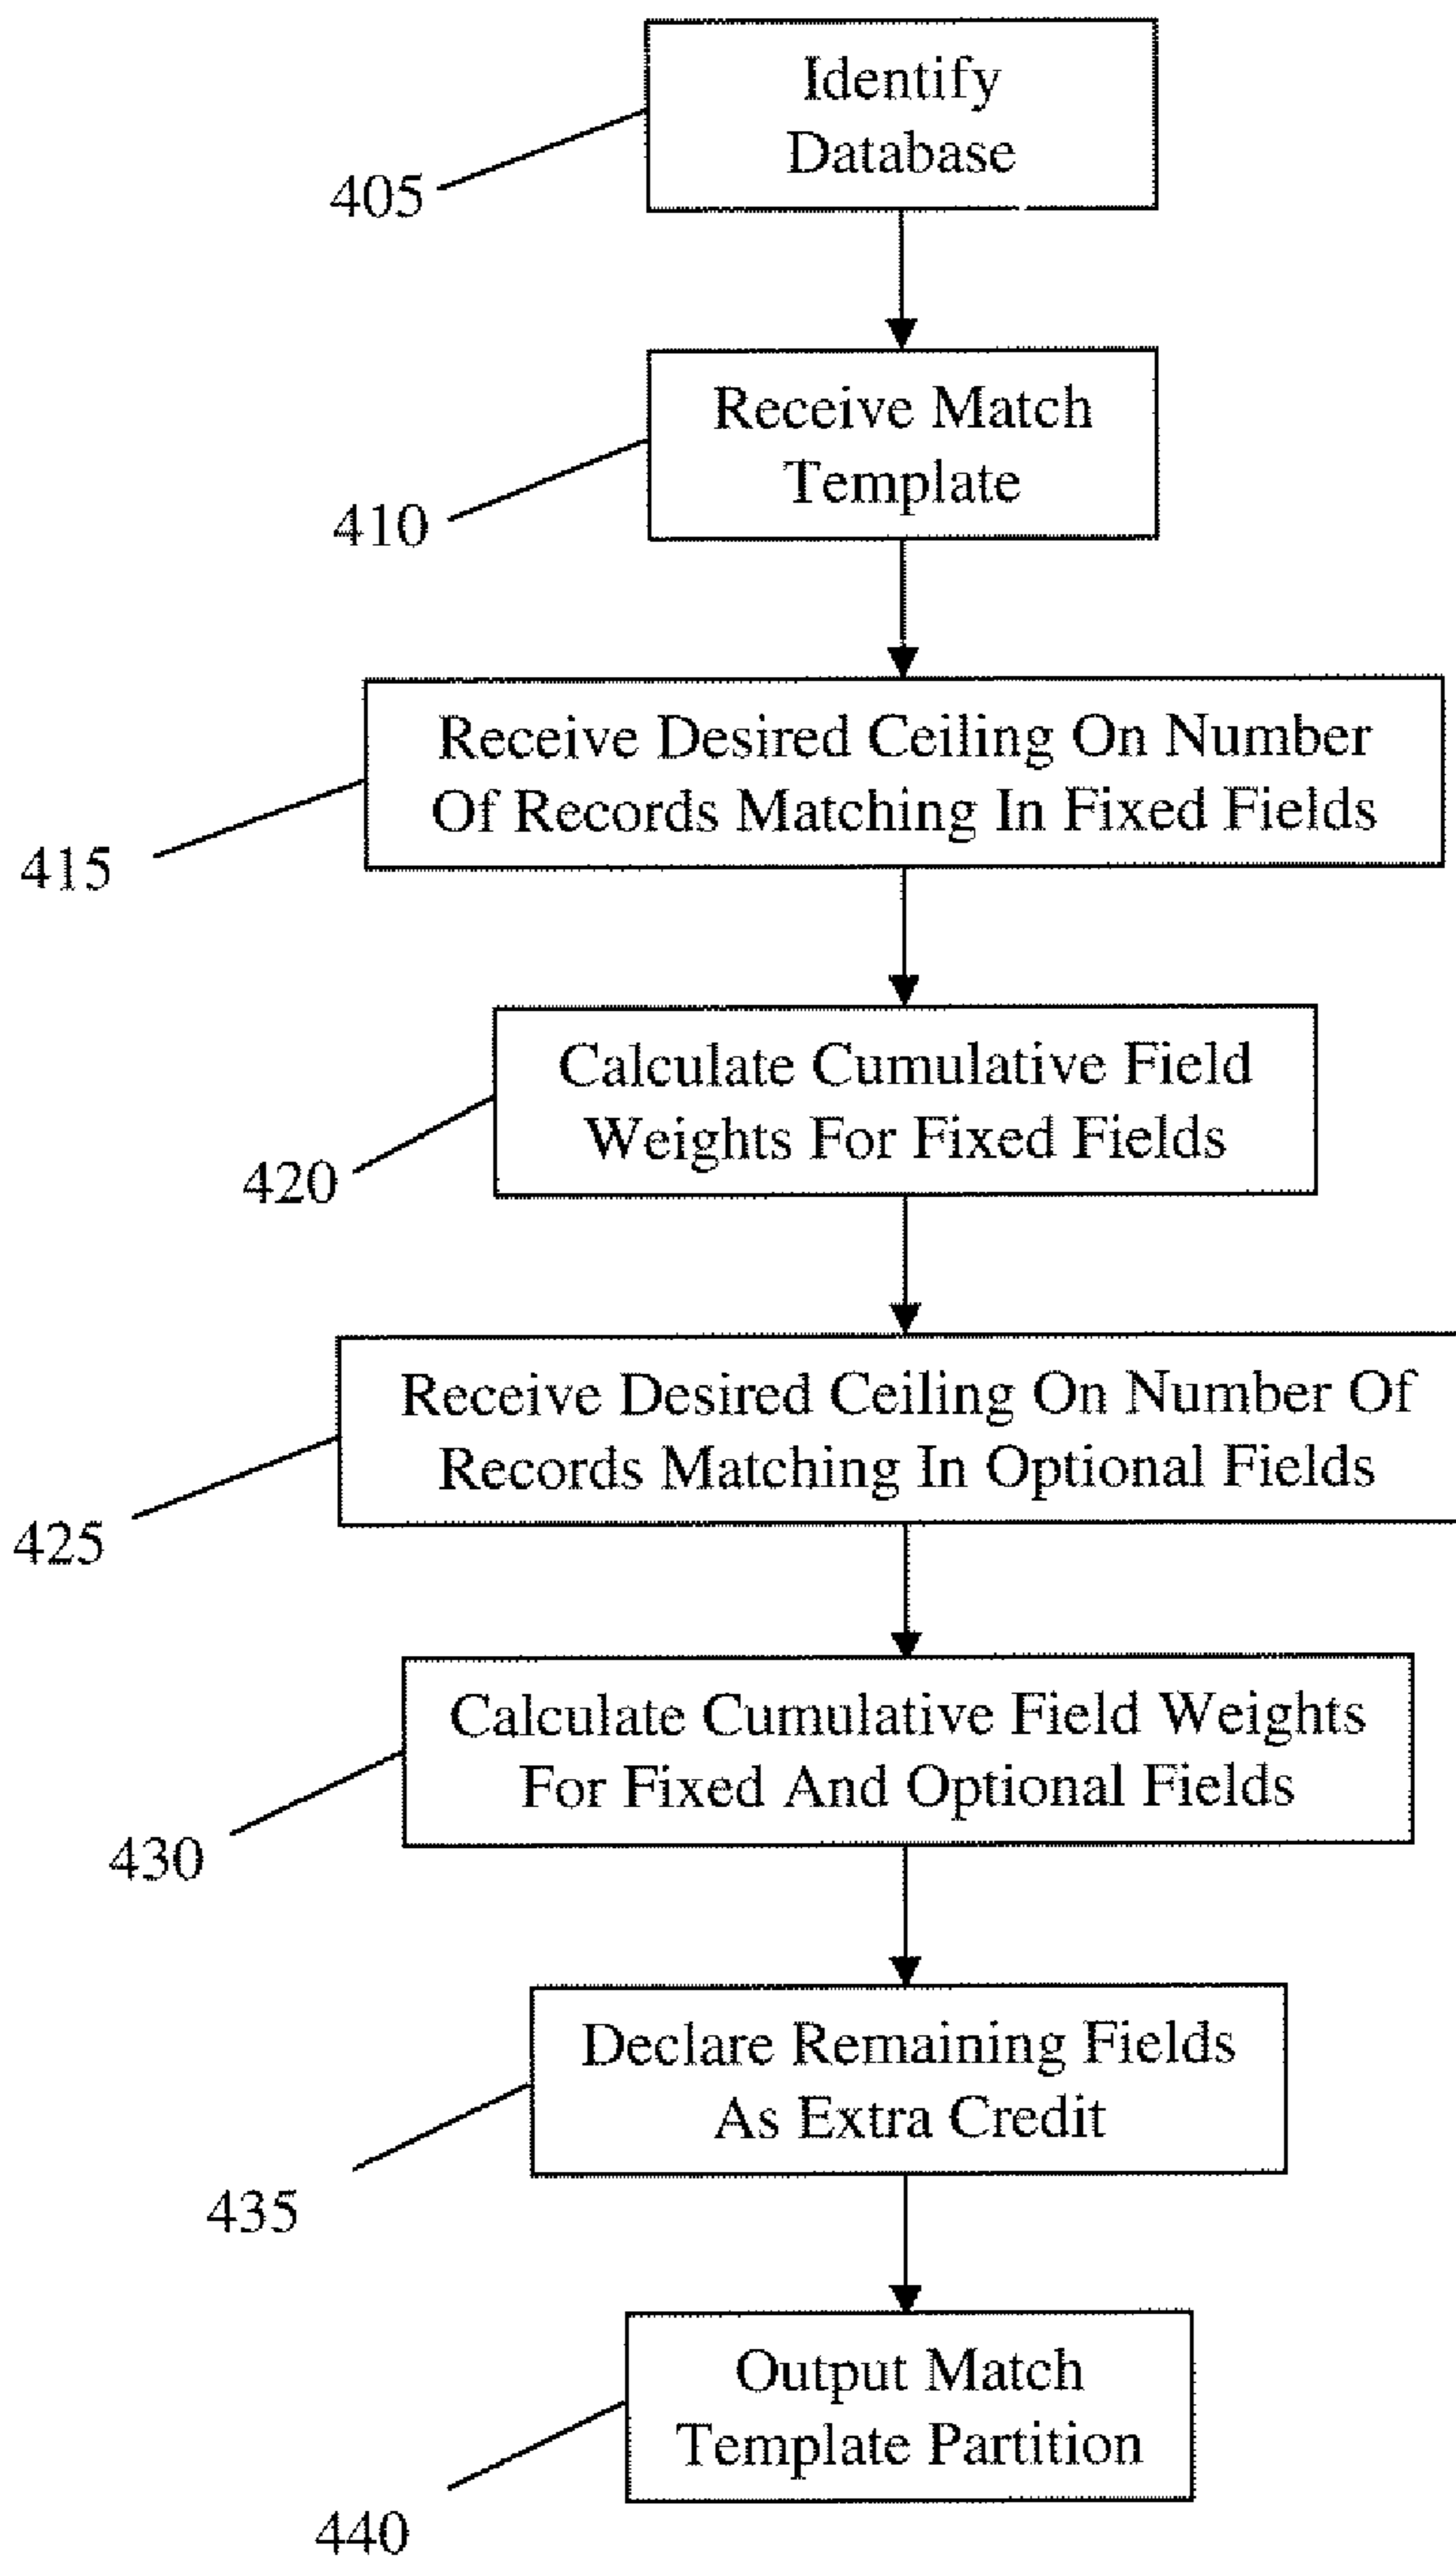 Identify
Database
405
Receive Match
Template
410
Receive Desired Ceiling On Number
Of Records Matching In Fixed Fields
415
Calculate Cumulative Field
Weights For Fixed Fields
420
Receive Desired Ceiling On Number Of
Records Matching In Optional Fields
425
Calculate Cumulative Field Weights
For Fixed And Optional Fields
430
Declare Remaining Fields
As Extra Credit
435
Output Match
Template Partition
440